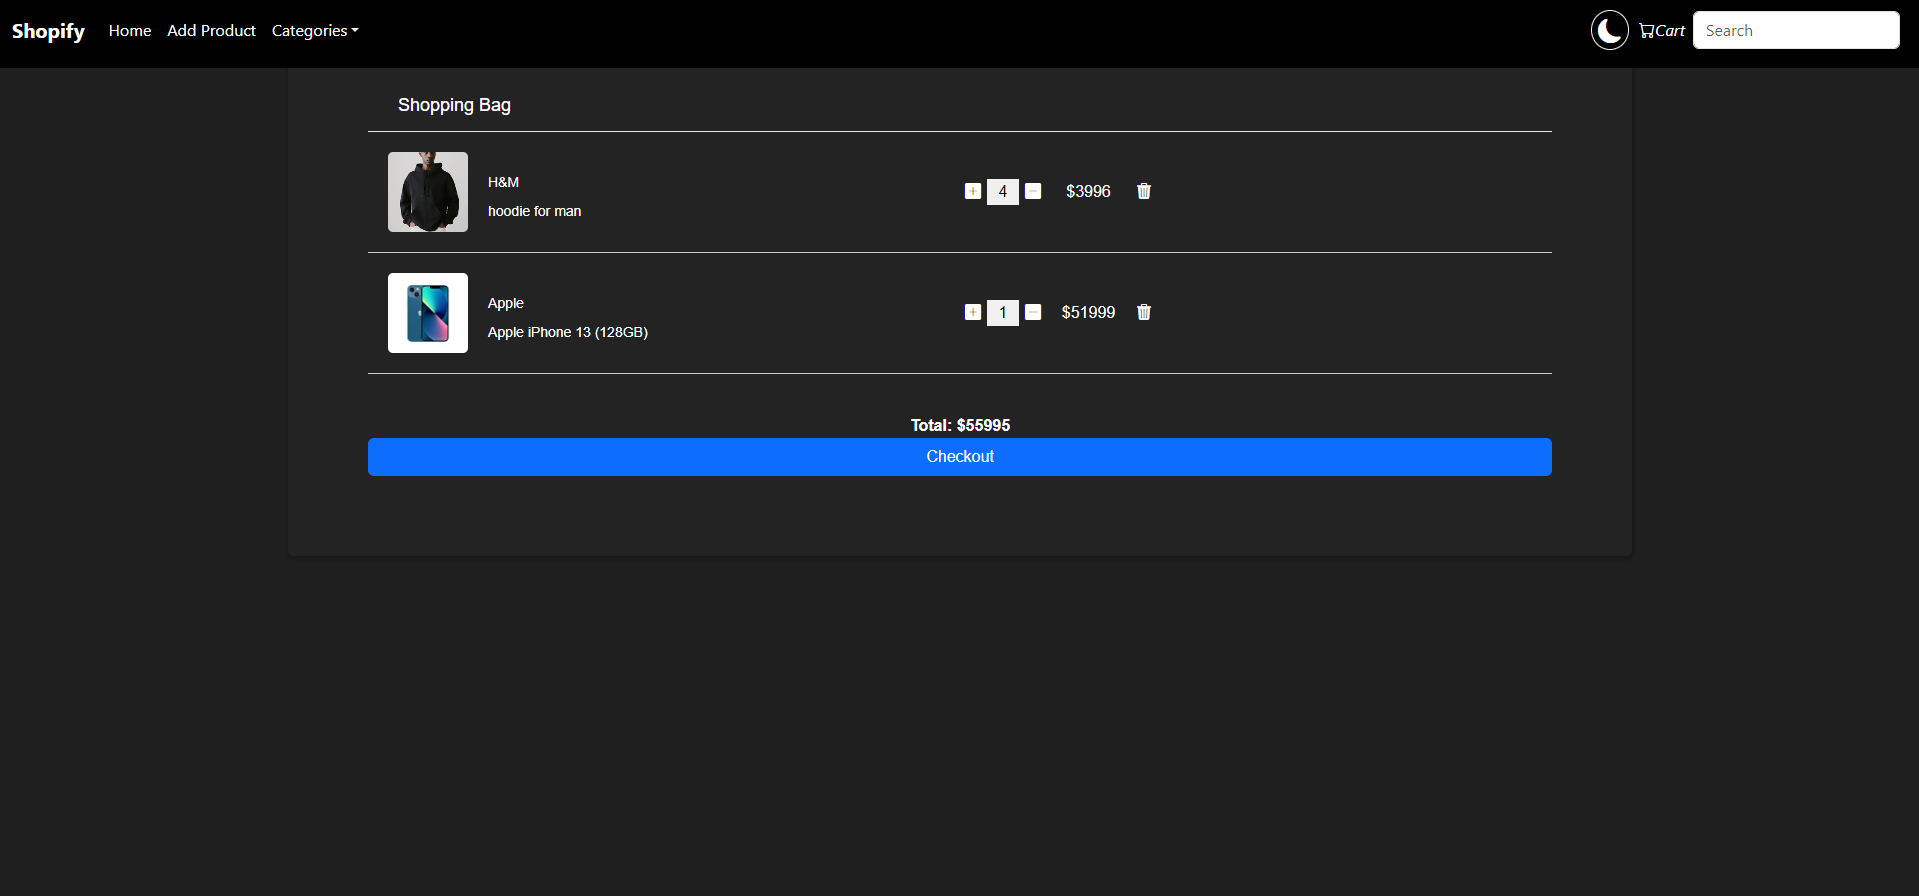 Shopify Home Add Product Categories Cart Search
Shopping Bag
H&M
hoodie for man
+ 4 − $3996
Apple
Apple iPhone 13 (128GB)
+ 1 − $51999
Total: $55995
Checkout